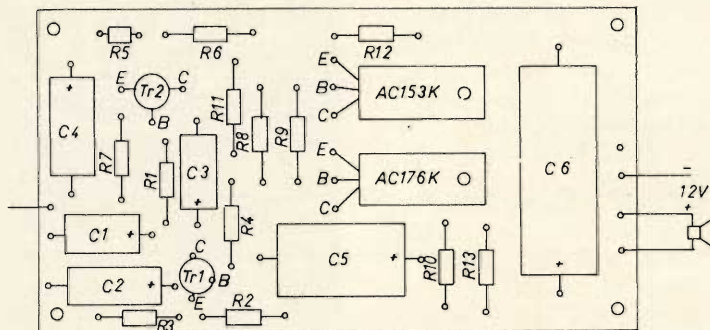 R5
R6
R12
E
C
Tr2
B
+
C4
R7
R1
+
C3
R11
R8
R9
E
B
C
AC153K
E
B
C
AC176K
+
C6
-
12V
+
C1
+
R4
C
Tr1
B
E
C2
+
R3
R2
C5
+
R10
R13